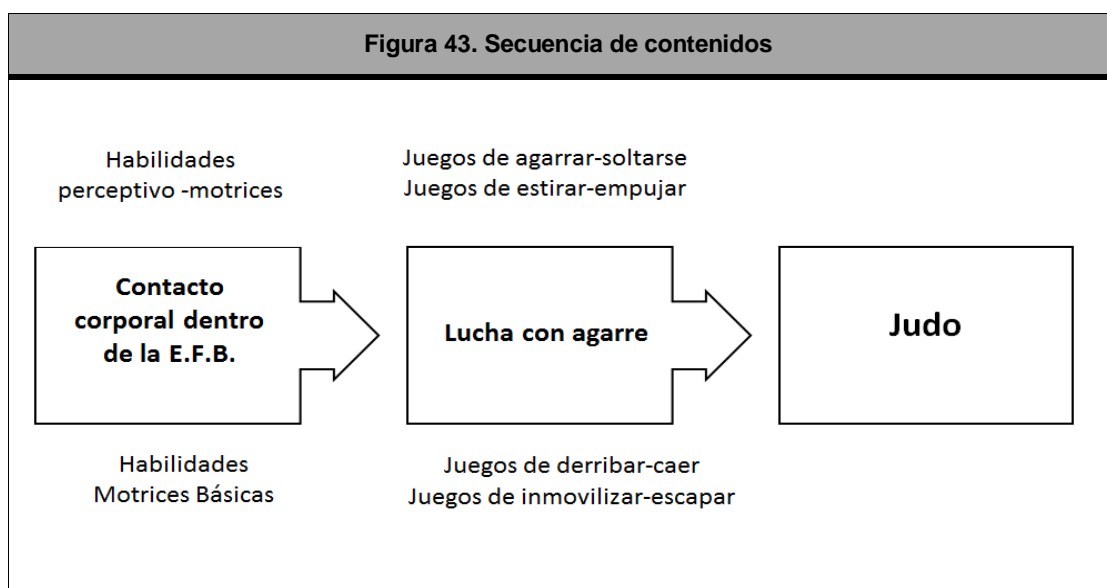 Figura 43. Secuencia de contenidos
Habilidades
perceptivo -motrices
Juegos de agarrar-soltarse
Juegos de estirar-empujar
Contacto
corporal dentro
de la E.F.B.
Lucha con agarre
Judo
Habilidades
Motrices Básicas
Juegos de derribar-caer
Juegos de inmovilizar-escapar